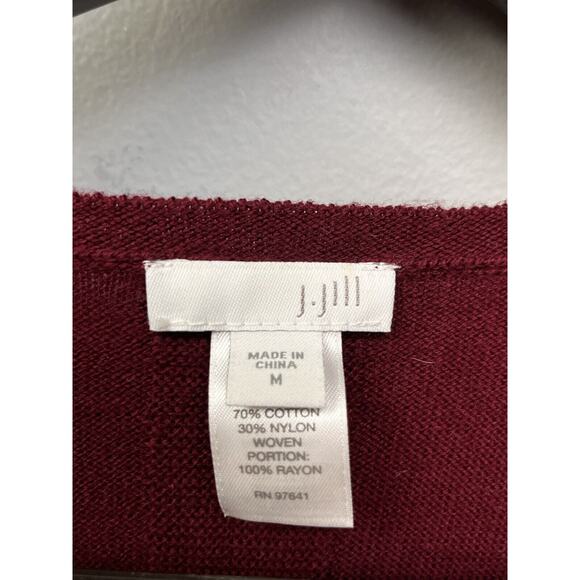 J.Jill
MADE IN
CHINA
M
70% COTTON
30% NYLON
WOVEN
PORTION:
100% RAYON
RN 97641